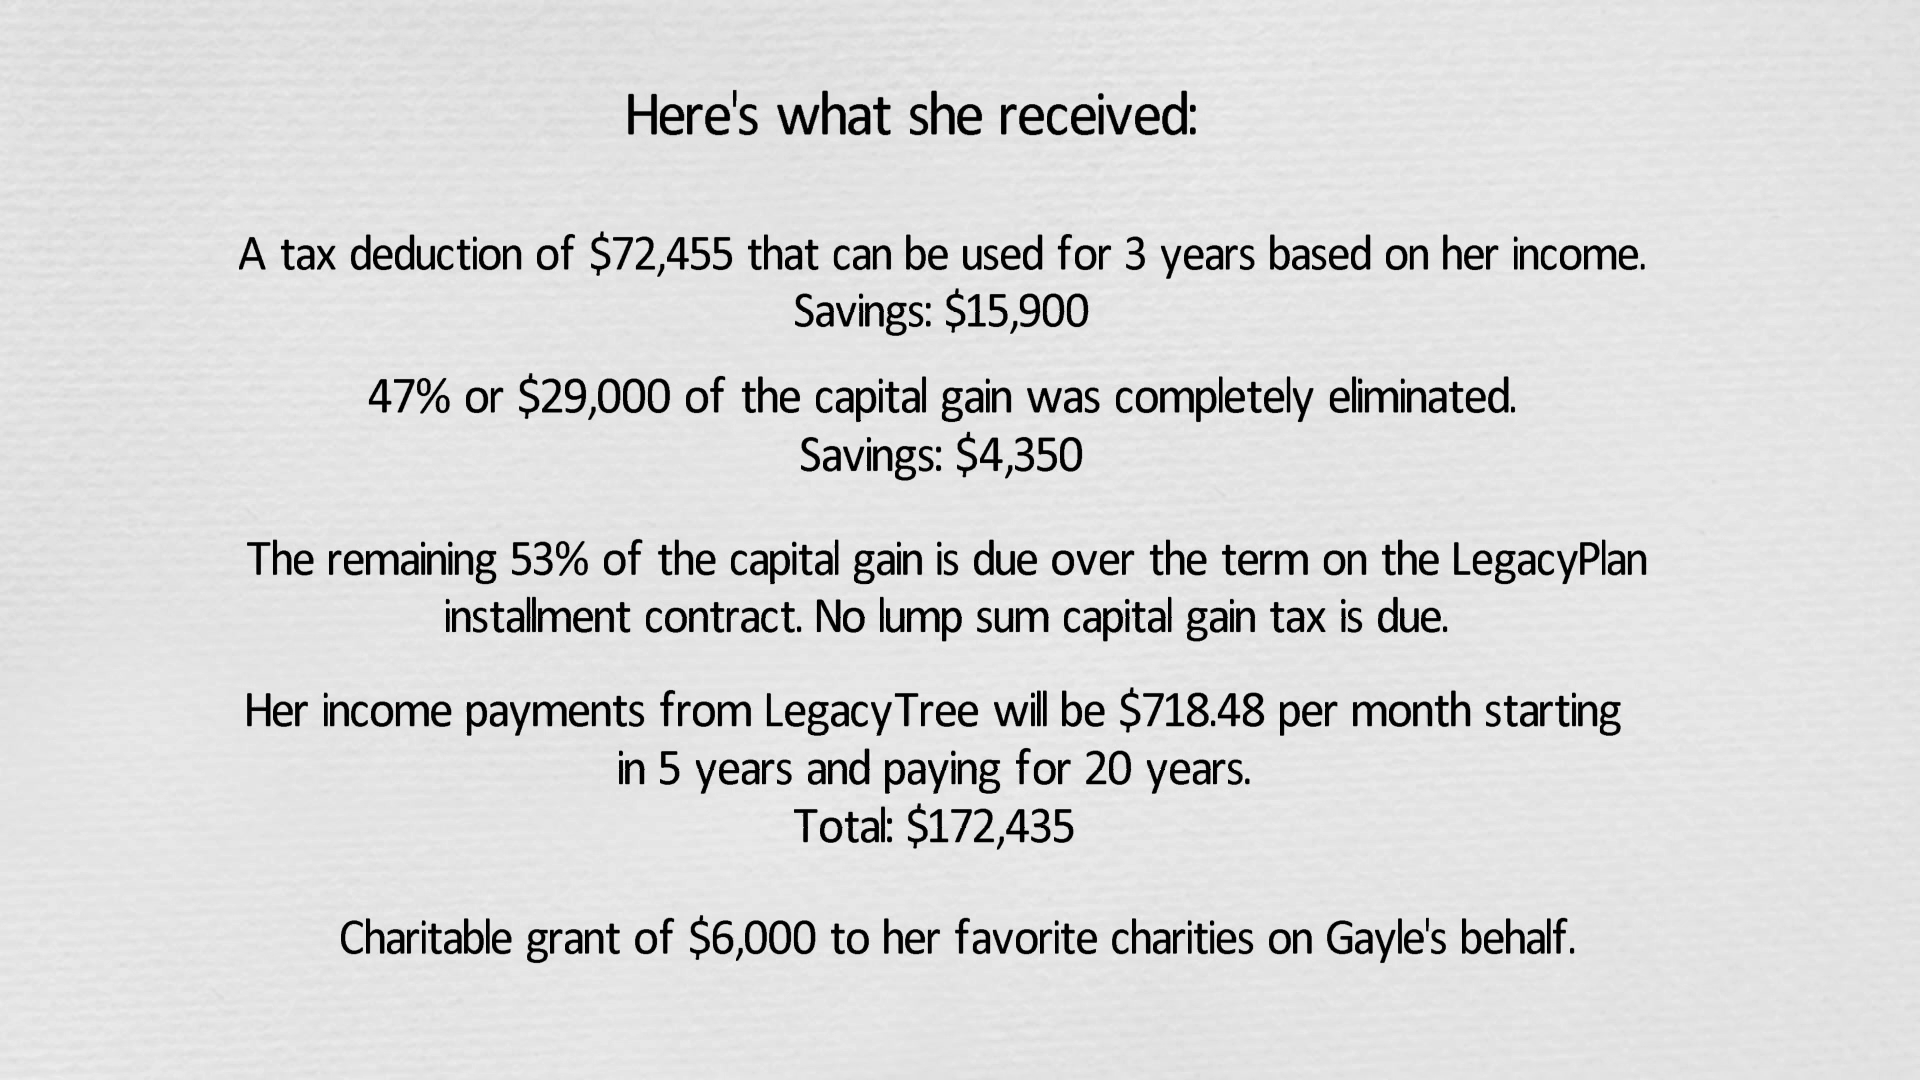 Here's what she received:
A tax deduction of $72,455 that can be used for 3 years based on her income.
Savings: $15,900
47% or $29,000 of the capital gain was completely eliminated.
Savings: $4,350
The remaining 53% of the capital gain is due over the term on the LegacyPlan
installment contract. No lump sum capital gain tax is due.
Her income payments from LegacyTree will be $718.48 per month starting
in 5 years and paying for 20 years.
Total: $172,435
Charitable grant of $6,000 to her favorite charities on Gayle's behalf.